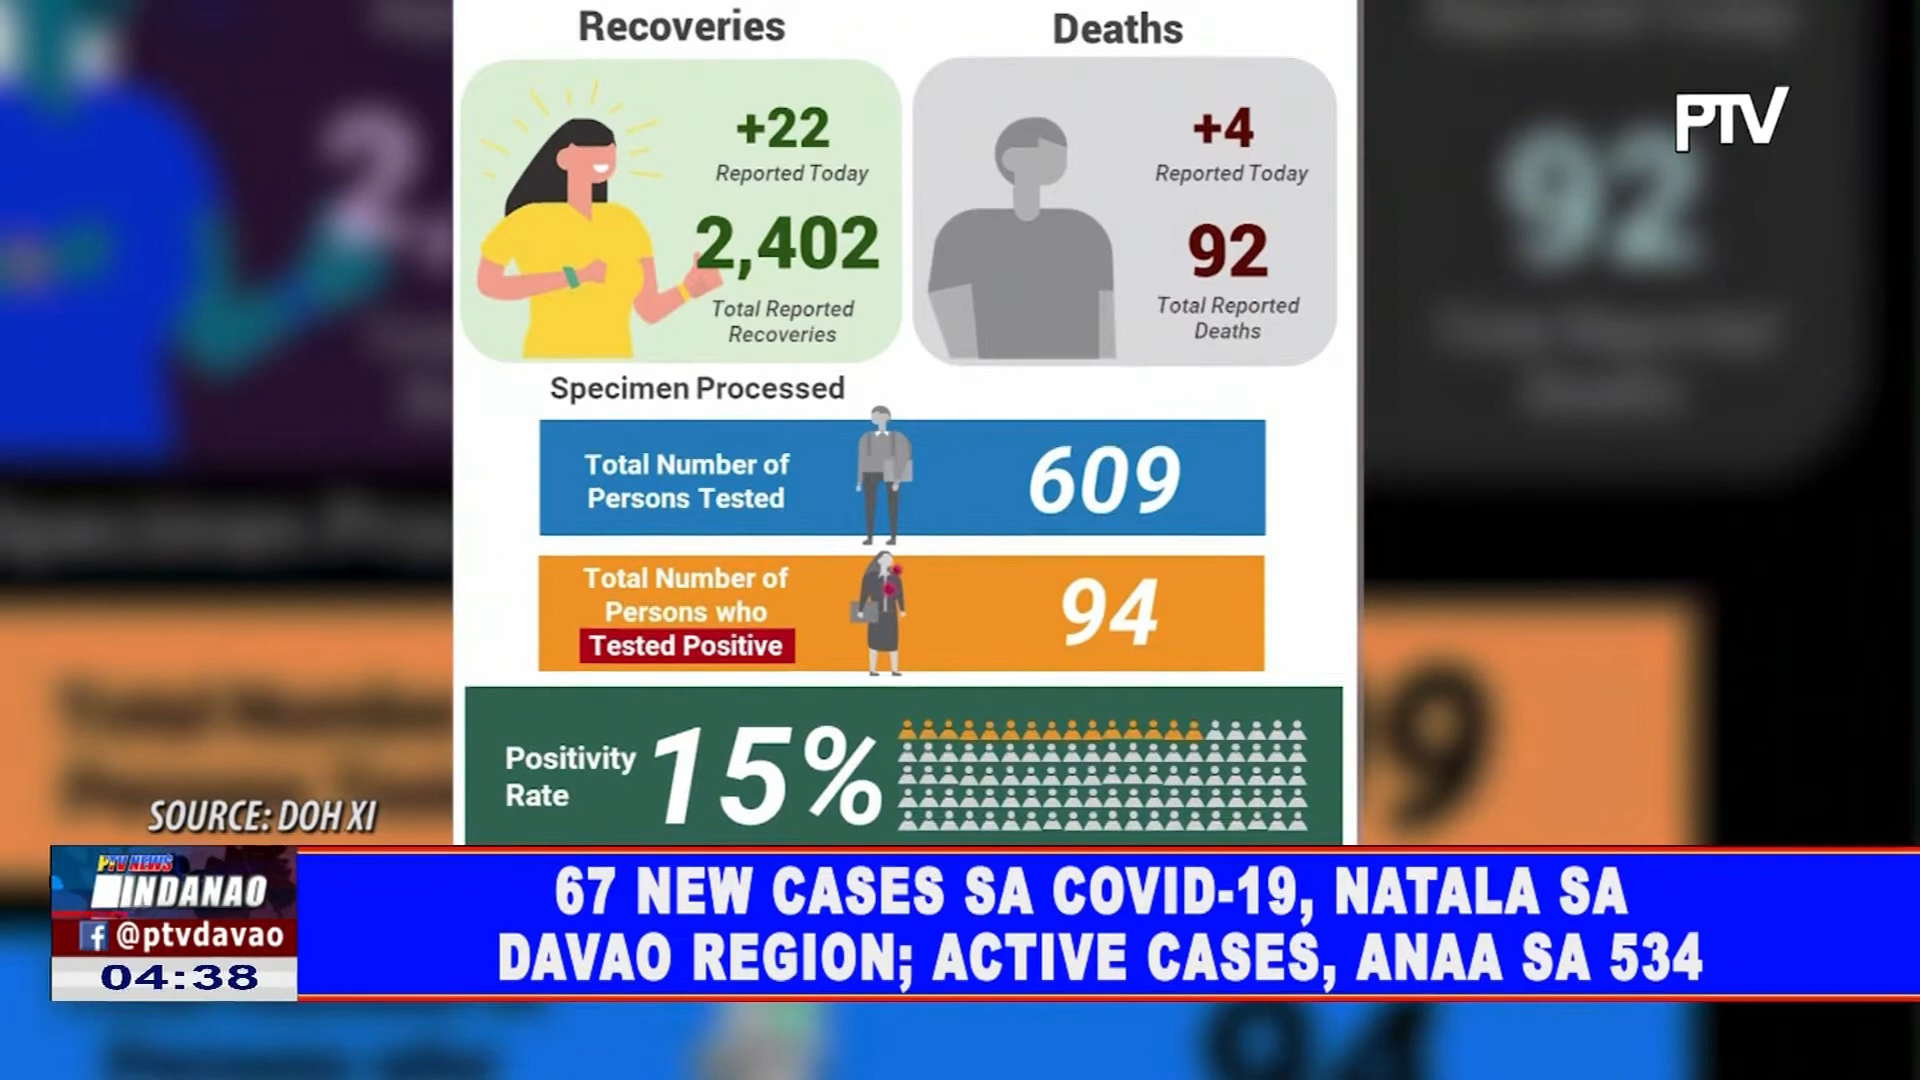 Recoveries
Deaths
+22
Reported Today
2,402
Total Reported
Recoveries
+4
Reported Today
92
Total Reported
Deaths
PTV
92
Specimen Processed
Total Number of
Persons Tested
609
Total Number of
Persons who
Tested Positive
94
Positivity
Rate
15%
SOURCE: DOH XI
PTV NEWS
MINDANAO
@ptvdavao
04:38
67 NEW CASES SA COVID-19, NATALA SA
DAVAO REGION; ACTIVE CASES, ANAA SA 534